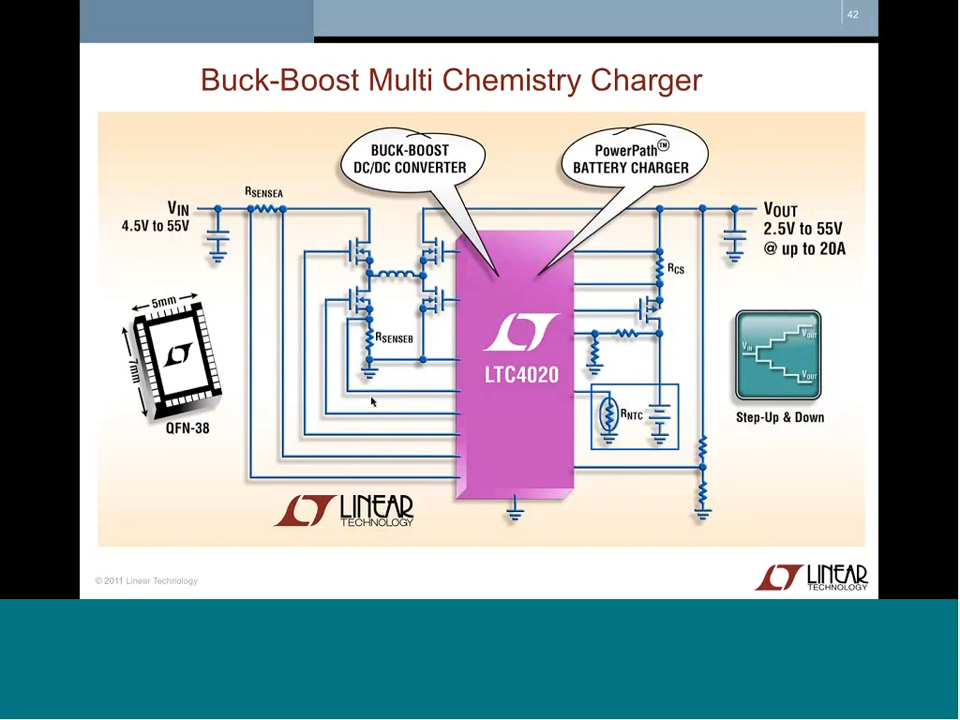 42
Buck-Boost Multi Chemistry Charger
BUCK-BOOST
DC/DC CONVERTER
PowerPath™
BATTERY CHARGER
RSENSEA
VIN
4.5V to 55V
VOUT
2.5V to 55V
@ up to 20A
RCS
5mm
7mm
QFN-38
RSENSEB
LTC4020
RNTC
VIN
VOUT
VOUT
Step-Up & Down
LINEAR
TECHNOLOGY
© 2011 Linear Technology
LINEAR
TECHNOLOGY